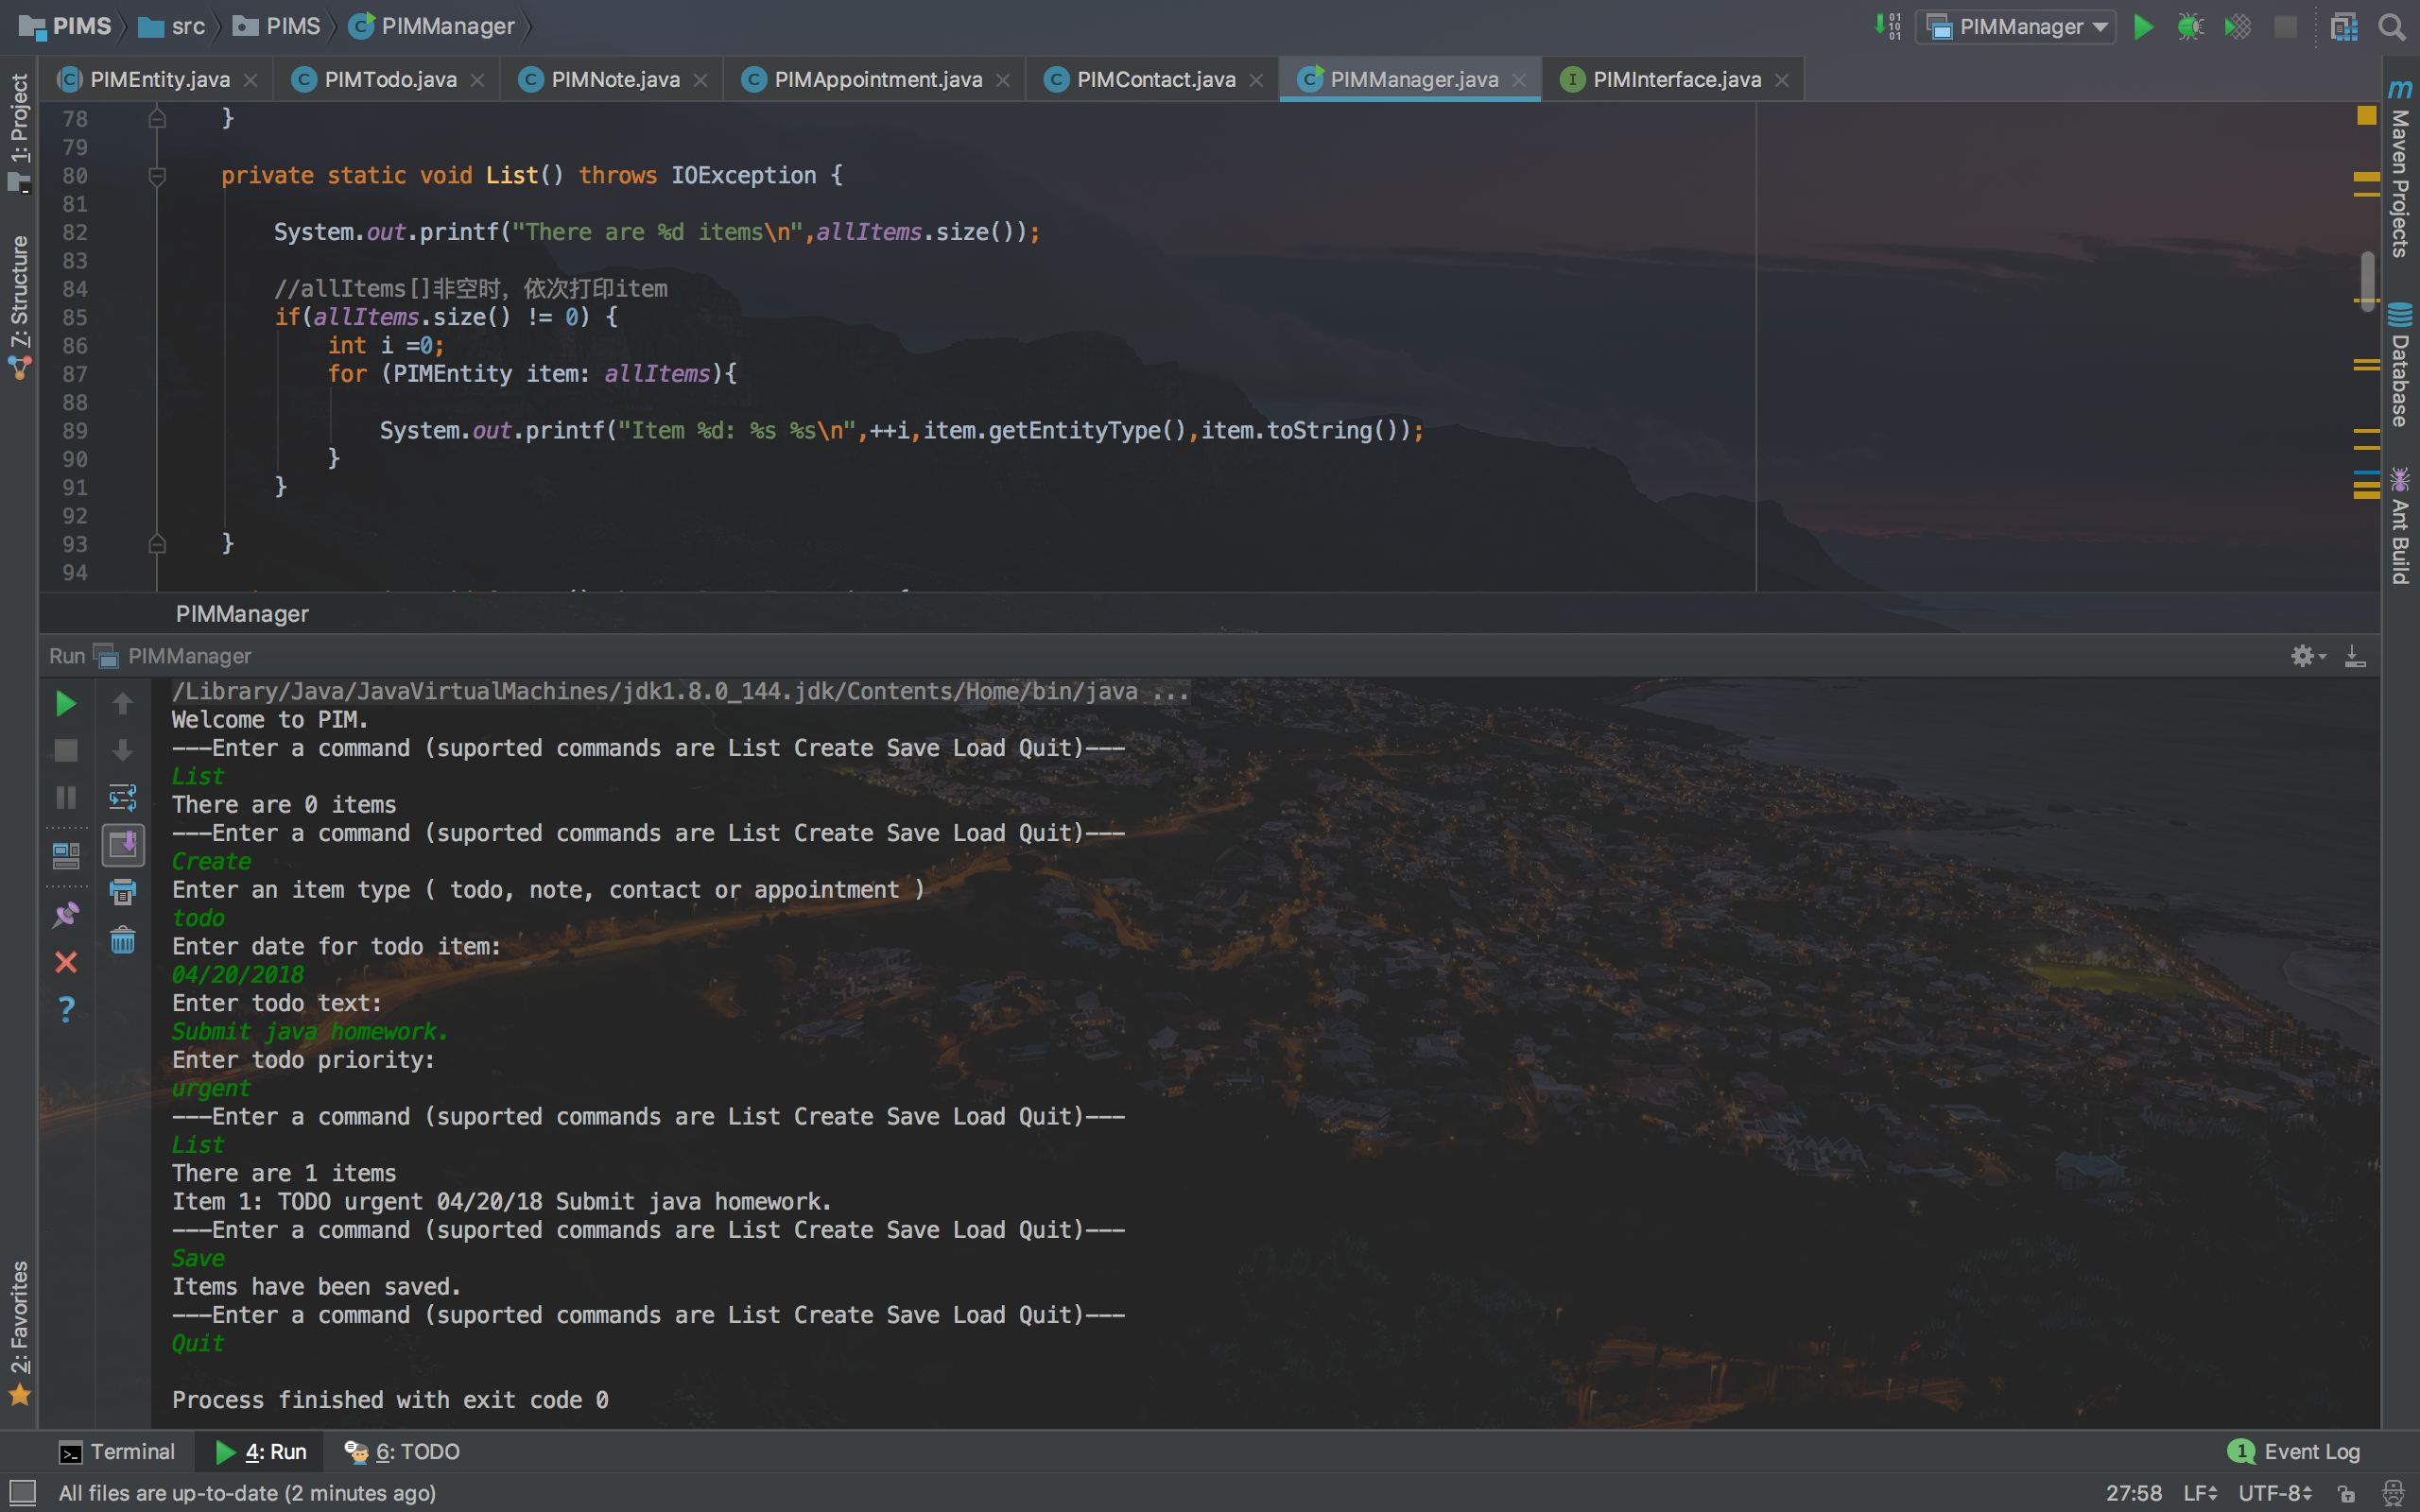 PIMS src PIMS PIMManager
PIMManager
PIMEntity.java PIMTodo.java PIMNote.java PIMAppointment.java PIMContact.java PIMManager.java PIMInterface.java
1: Project
Z: Structure
2: Favorites
78 }
79
80 private static void List() throws IOException {
81
82 System.out.printf("There are %d items\n",allItems.size());
83
84 //allItems[]非空时，依次打印item
85 if(allItems.size() != 0) {
86 int i =0;
87 for (PIMEntity item: allItems){
88
89 System.out.printf("Item %d: %s %s\n",++i,item.getEntityType(),item.toString());
90 }
91 }
92
93 }
94
Maven Projects
Database
Ant Build
PIMManager
Run PIMManager
/Library/Java/JavaVirtualMachines/jdk1.8.0_144.jdk/Contents/Home/bin/java ...
Welcome to PIM.
---Enter a command (suported commands are List Create Save Load Quit)---
List
There are 0 items
---Enter a command (suported commands are List Create Save Load Quit)---
Create
Enter an item type ( todo, note, contact or appointment )
todo
Enter date for todo item:
04/20/2018
Enter todo text:
Submit java homework.
Enter todo priority:
urgent
---Enter a command (suported commands are List Create Save Load Quit)---
List
There are 1 items
Item 1: TODO urgent 04/20/18 Submit java homework.
---Enter a command (suported commands are List Create Save Load Quit)---
Save
Items have been saved.
---Enter a command (suported commands are List Create Save Load Quit)---
Quit
Process finished with exit code 0
Terminal 4: Run 6: TODO 1 Event Log
All files are up-to-date (2 minutes ago) 27:58 LF UTF-8